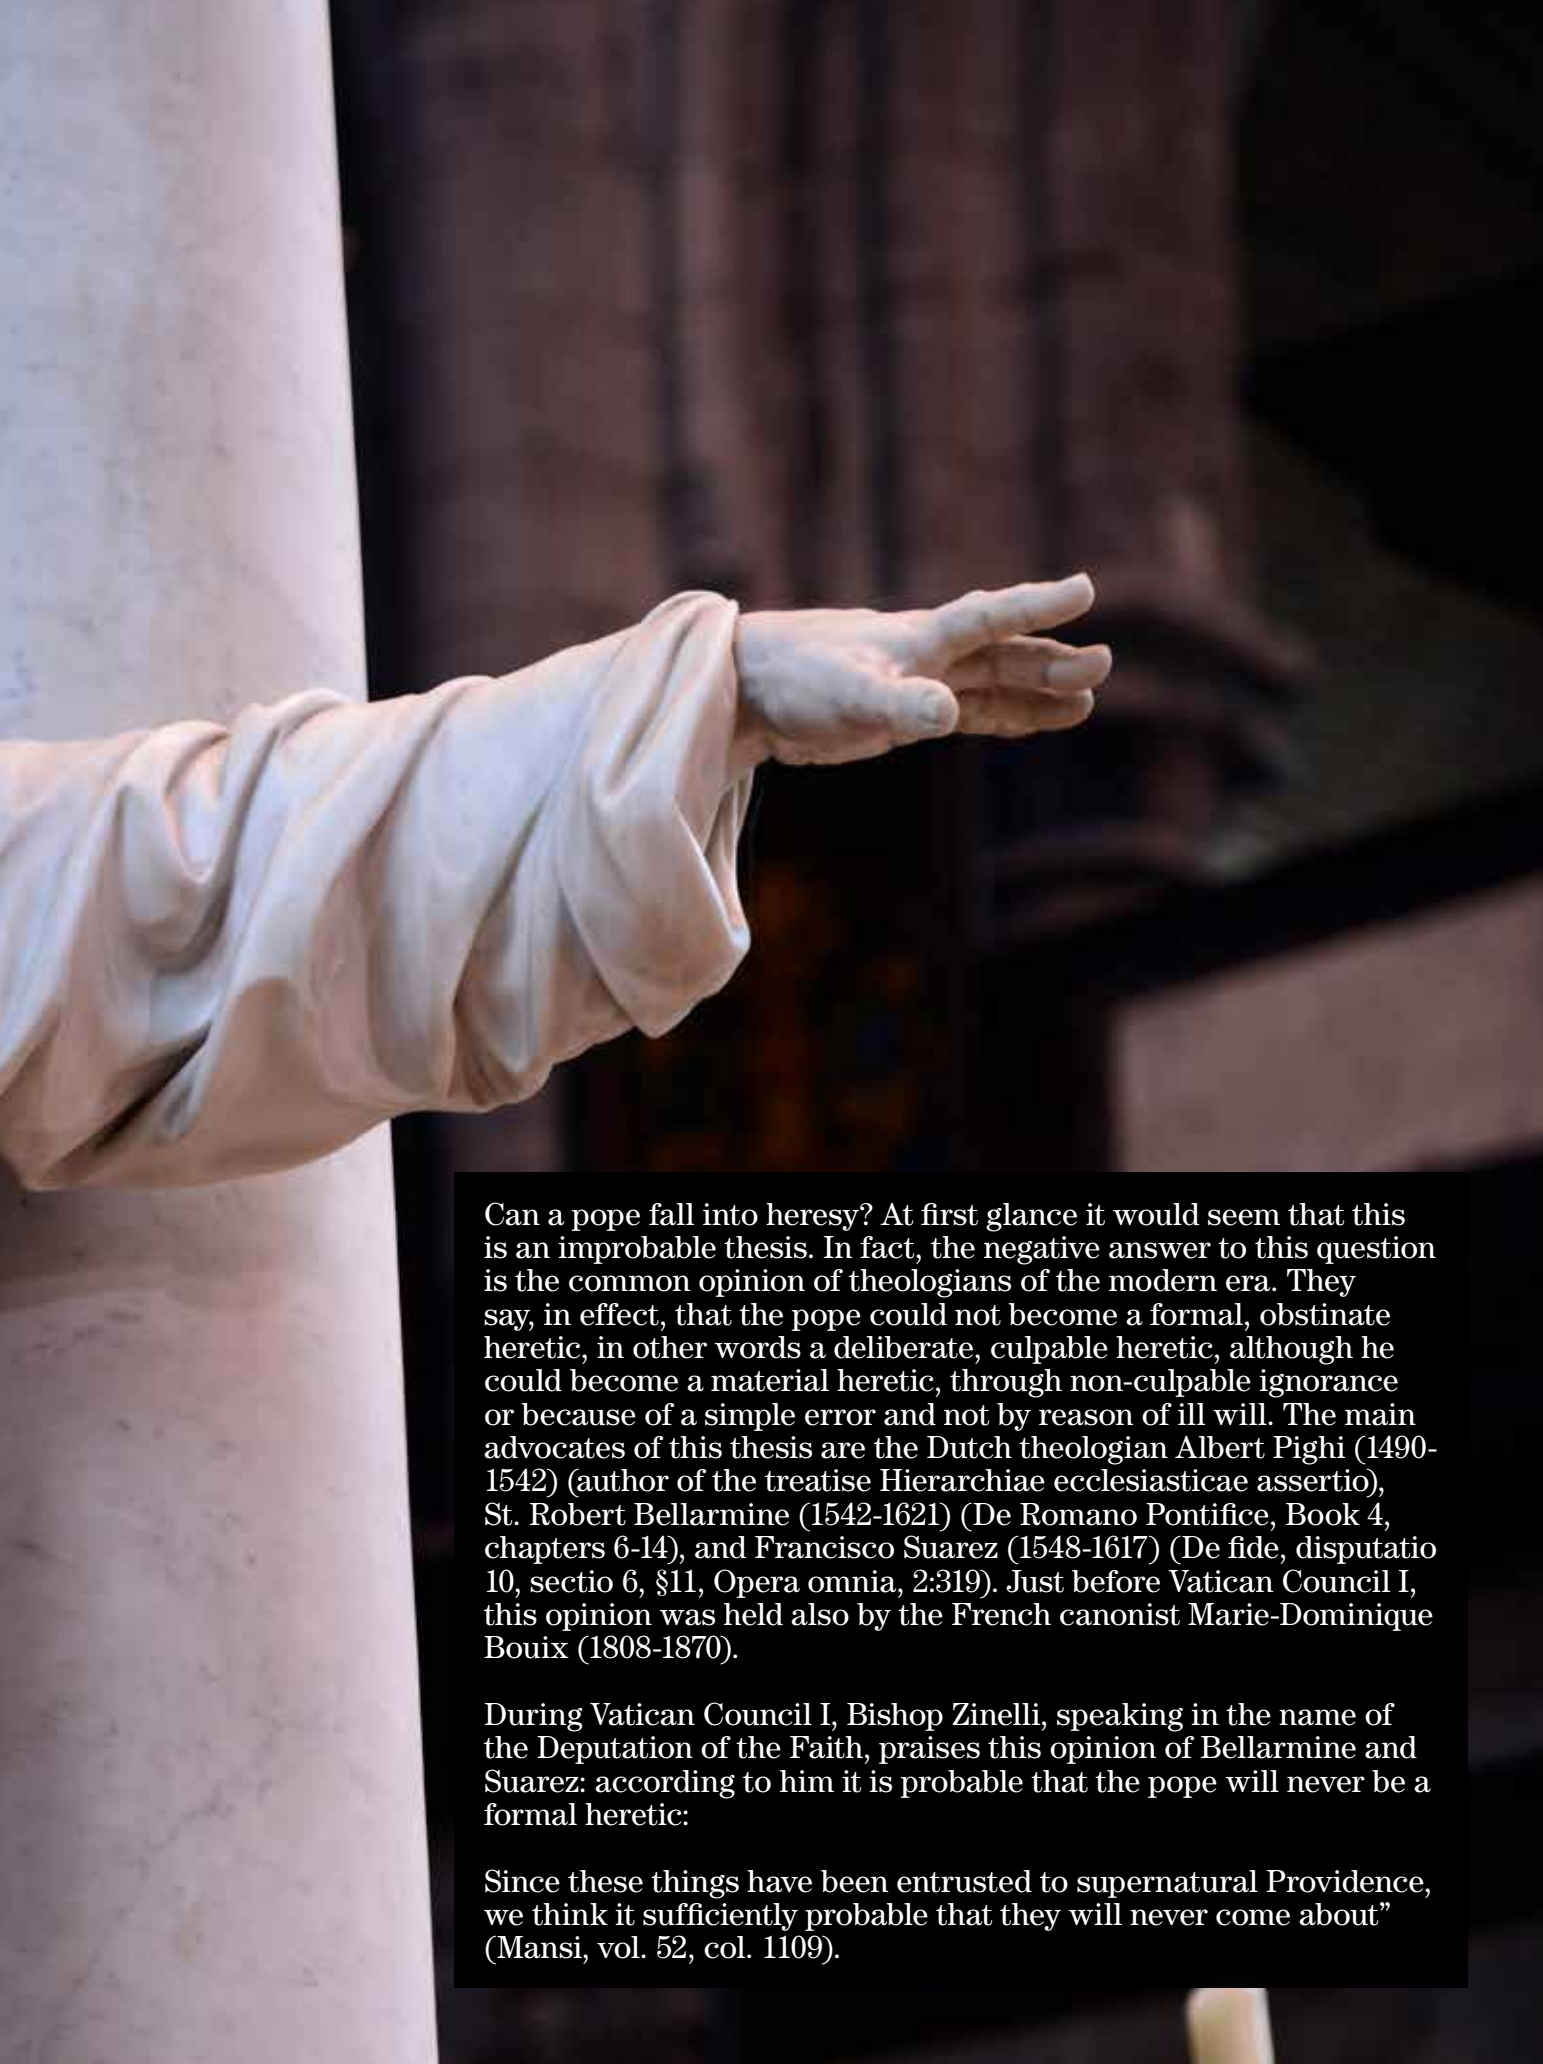 Can a pope fall into heresy? At first glance it would seem that this
is an improbable thesis. In fact, the negative answer to this question
is the common opinion of theologians of the modern era. They
say, in effect, that the pope could not become a formal, obstinate
heretic, in other words a deliberate, culpable heretic, although he
could become a material heretic, through non-culpable ignorance
or because of a simple error and not by reason of ill will. The main
advocates of this thesis are the Dutch theologian Albert Pighi (1490-
1542) (author of the treatise Hierarchiae ecclesiasticae assertio),
St. Robert Bellarmine (1542-1621) (De Romano Pontifice, Book 4,
chapters 6-14), and Francisco Suarez (1548-1617) (De fide, disputatio
10, sectio 6, §11, Opera omnia, 2:319). Just before Vatican Council I,
this opinion was held also by the French canonist Marie-Dominique
Bouix (1808-1870).
During Vatican Council I, Bishop Zinelli, speaking in the name of
the Deputation of the Faith, praises this opinion of Bellarmine and
Suarez: according to him it is probable that the pope will never be a
formal heretic:
Since these things have been entrusted to supernatural Providence,
we think it sufficiently probable that they will never come about”
(Mansi, vol. 52, col. 1109).